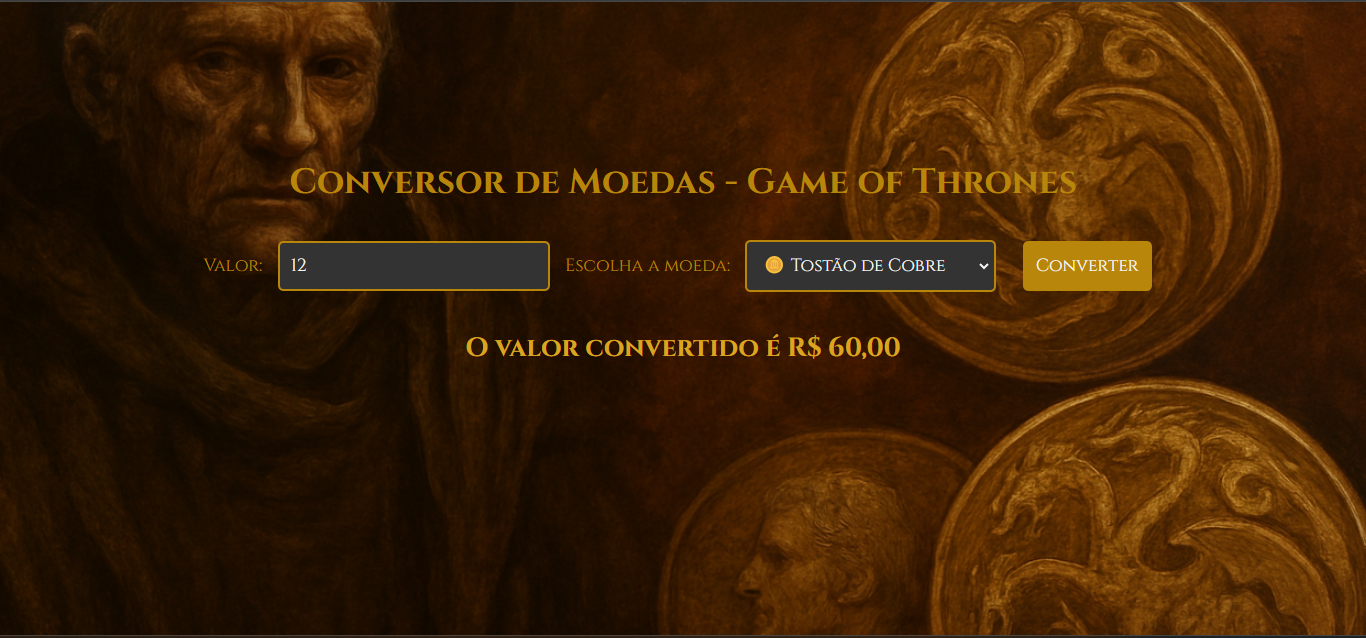 Conversor de Moedas - Game of Thrones
Valor: 12 Escolha a moeda: 🪙 Tostão de Cobre Converter
O valor convertido é R$ 60,00